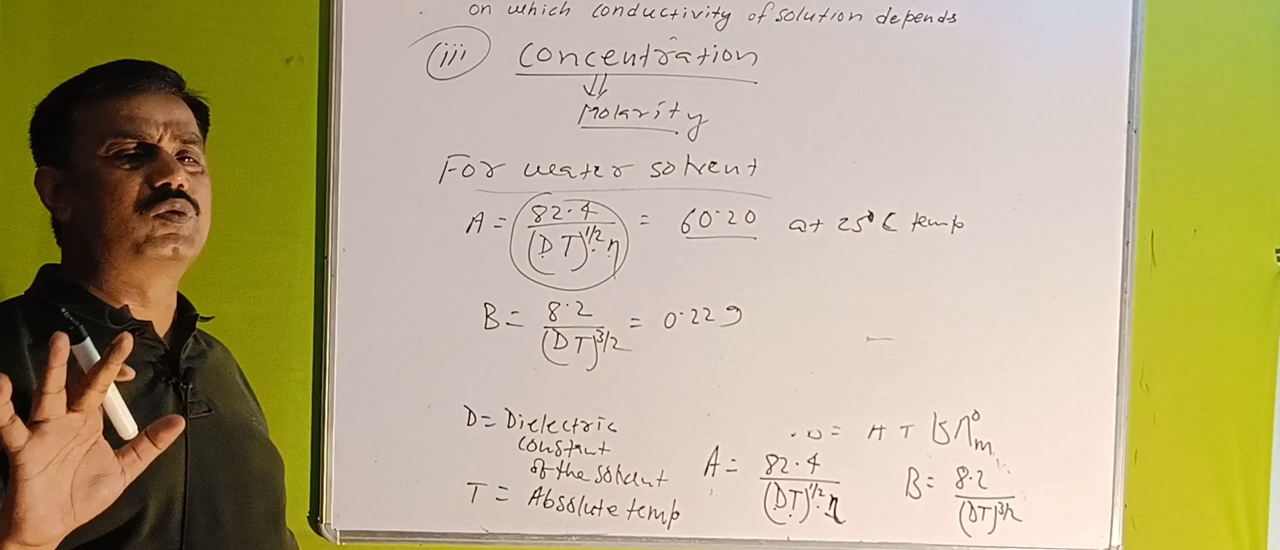 on which conductivity of solution depends
(iii) Concentration
⇓
Molarity
For water solvent
A = 82.4 / (DT)^1/2 η = 60.20 at 25°C temp
B = 8.2 / (DT)^3/2 = 0.229
D = Dielectric
constant
of the solvent
T = Absolute temp
= A + BΛ°m
A = 82.4 / (DT)^1/2 η
B = 8.2 / (DT)^3/2